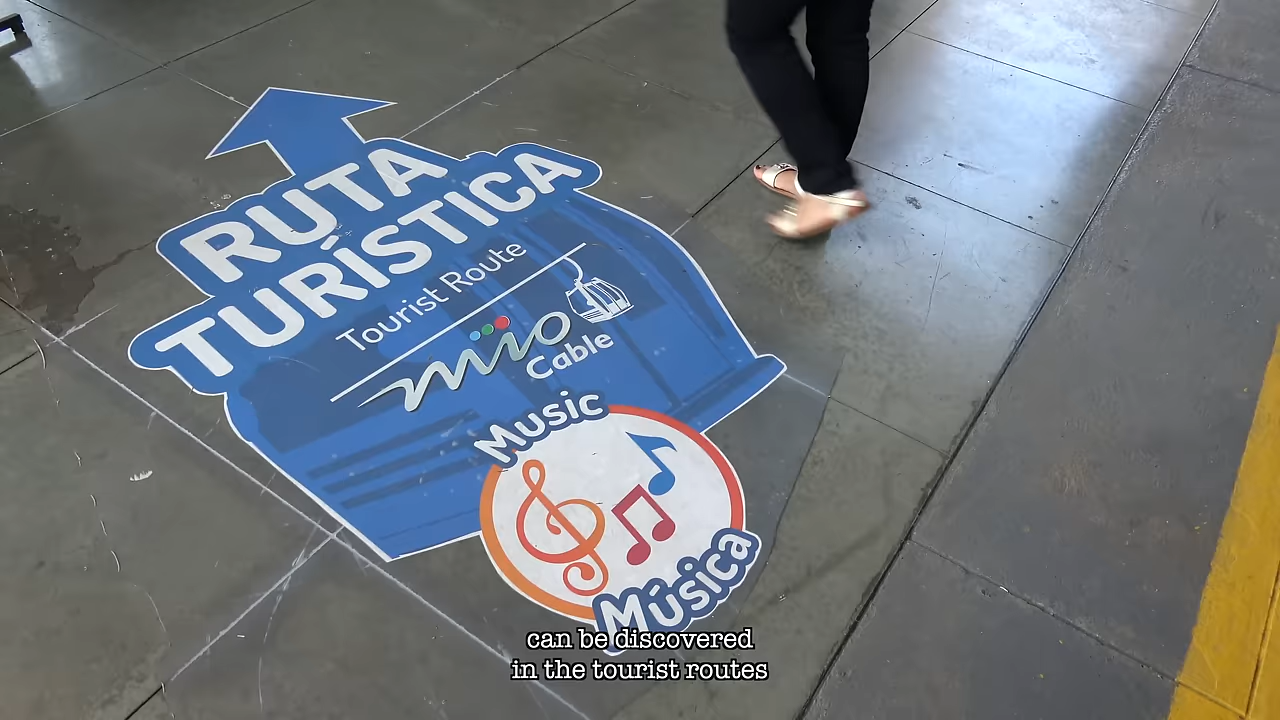 RUTA
TURÍSTICA
Tourist Route
mio
Cable
Music
Música
can be discovered
in the tourist routes